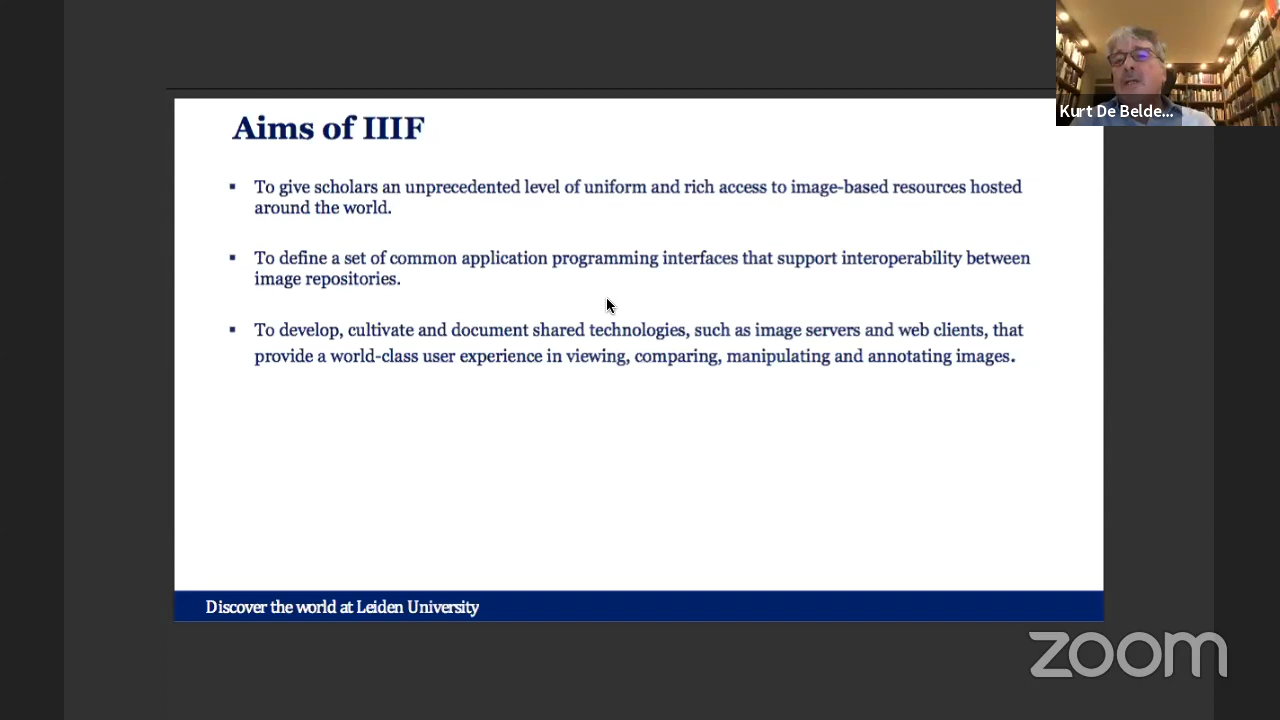 Kurt De Belde...
Aims of IIIF
▪ To give scholars an unprecedented level of uniform and rich access to image-based resources hosted
around the world.
▪ To define a set of common application programming interfaces that support interoperability between
image repositories.
▪ To develop, cultivate and document shared technologies, such as image servers and web clients, that
provide a world-class user experience in viewing, comparing, manipulating and annotating images.
Discover the world at Leiden University
zoom